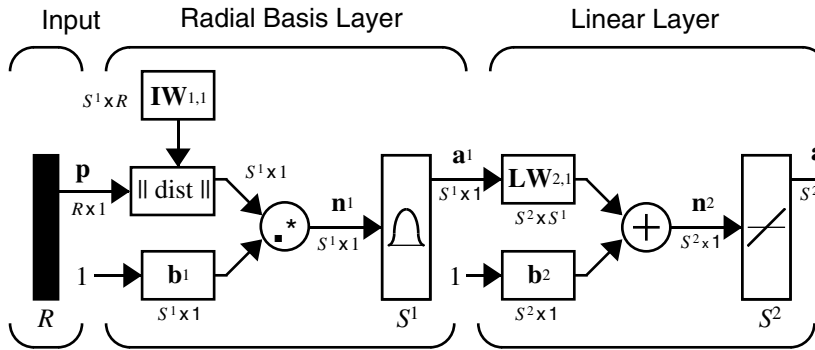 Input Radial Basis Layer Linear Layer
IW1,1
S¹xR
p
|| dist ||
S¹x1
Rx1
.*
n¹
S¹x1
a¹
S¹x1
LW2,1
S²xS¹
+
n²
S²x1
a
S²
1
b¹
S¹x1
1
b²
S²x1
R
S¹
S²